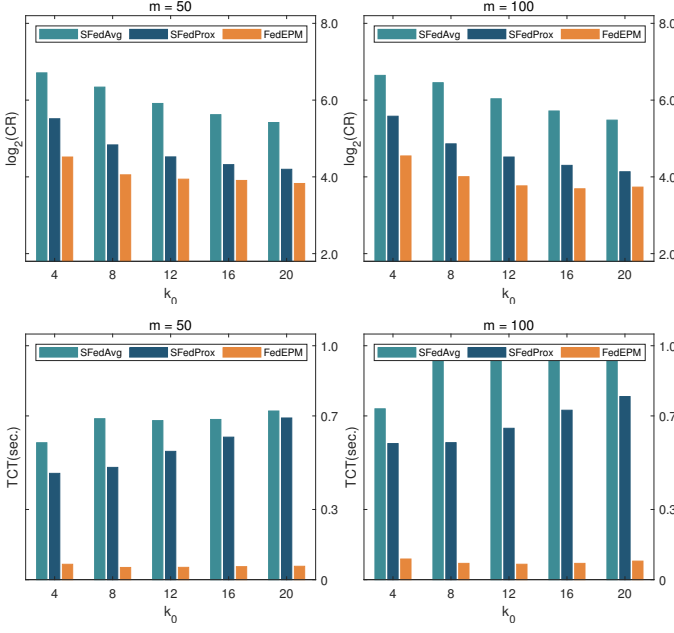 m = 50
SFedAvg SFedProx FedEPM
log2(CR)
8.0
6.0
4.0
2.0
4 8 12 16 20
k0
m = 100
SFedAvg SFedProx FedEPM
log2(CR)
8.0
6.0
4.0
2.0
4 8 12 16 20
k0
m = 50
SFedAvg SFedProx FedEPM
TCT(sec.)
1.0
0.7
0.3
0
4 8 12 16 20
k0
m = 100
SFedAvg SFedProx FedEPM
TCT(sec.)
1.0
0.7
0.3
0
4 8 12 16 20
k0